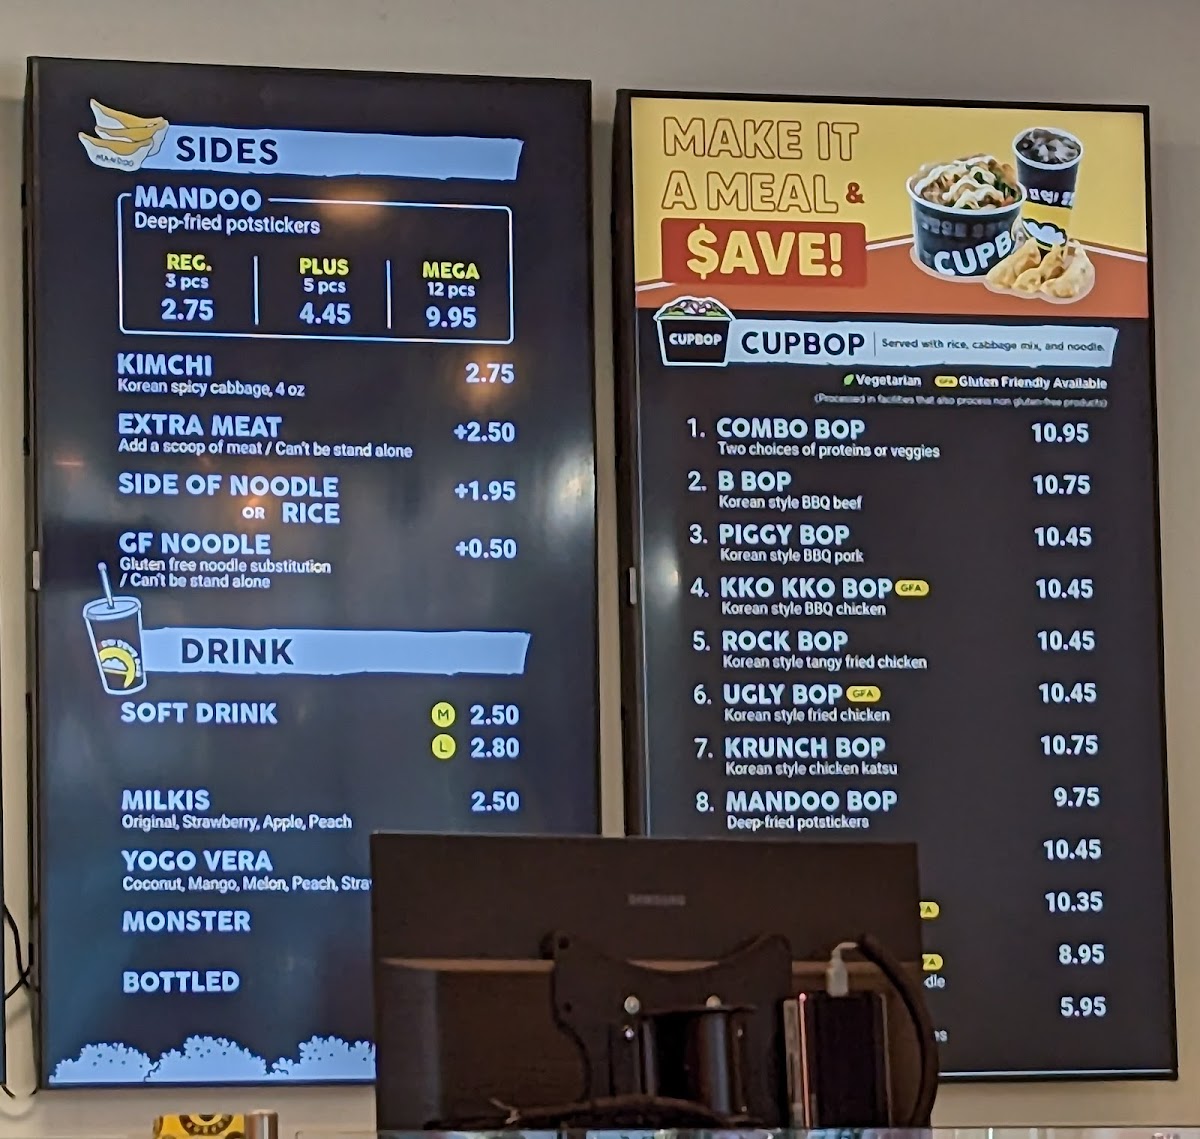 MANDOO
SIDES
MANDOO
Deep-fried potstickers
REG. PLUS MEGA
3 pcs 5 pcs 12 pcs
2.75 4.45 9.95
KIMCHI 2.75
Korean spicy cabbage, 4 oz
EXTRA MEAT +2.50
Add a scoop of meat / Can't be stand alone
SIDE OF NOODLE +1.95
OR RICE
GF NOODLE +0.50
Gluten free noodle substitution
/ Can't be stand alone
DRINK
SOFT DRINK M 2.50
L 2.80
MILKIS 2.50
Original, Strawberry, Apple, Peach
YOGO VERA
Coconut, Mango, Melon, Peach, Stra
MONSTER
BOTTLED
MAKE IT
A MEAL &
$AVE!
CUPB
CUPBOP
CUPBOP Served with rice, cabbage mix, and noodle.
Vegetarian GFA Gluten Friendly Available
(Processed in facilities that also process non gluten-free products)
1. COMBO BOP 10.95
Two choices of proteins or veggies
2. B BOP 10.75
Korean style BBQ beef
3. PIGGY BOP 10.45
Korean style BBQ pork
4. KKO KKO BOP GFA 10.45
Korean style BBQ chicken
5. ROCK BOP 10.45
Korean style tangy fried chicken
6. UGLY BOP GFA 10.45
Korean style fried chicken
7. KRUNCH BOP 10.75
Korean style chicken katsu
8. MANDOO BOP 9.75
Deep-fried potstickers
10.45
FA 10.35
FA 8.95
dle
5.95
ns
SAMSUNG